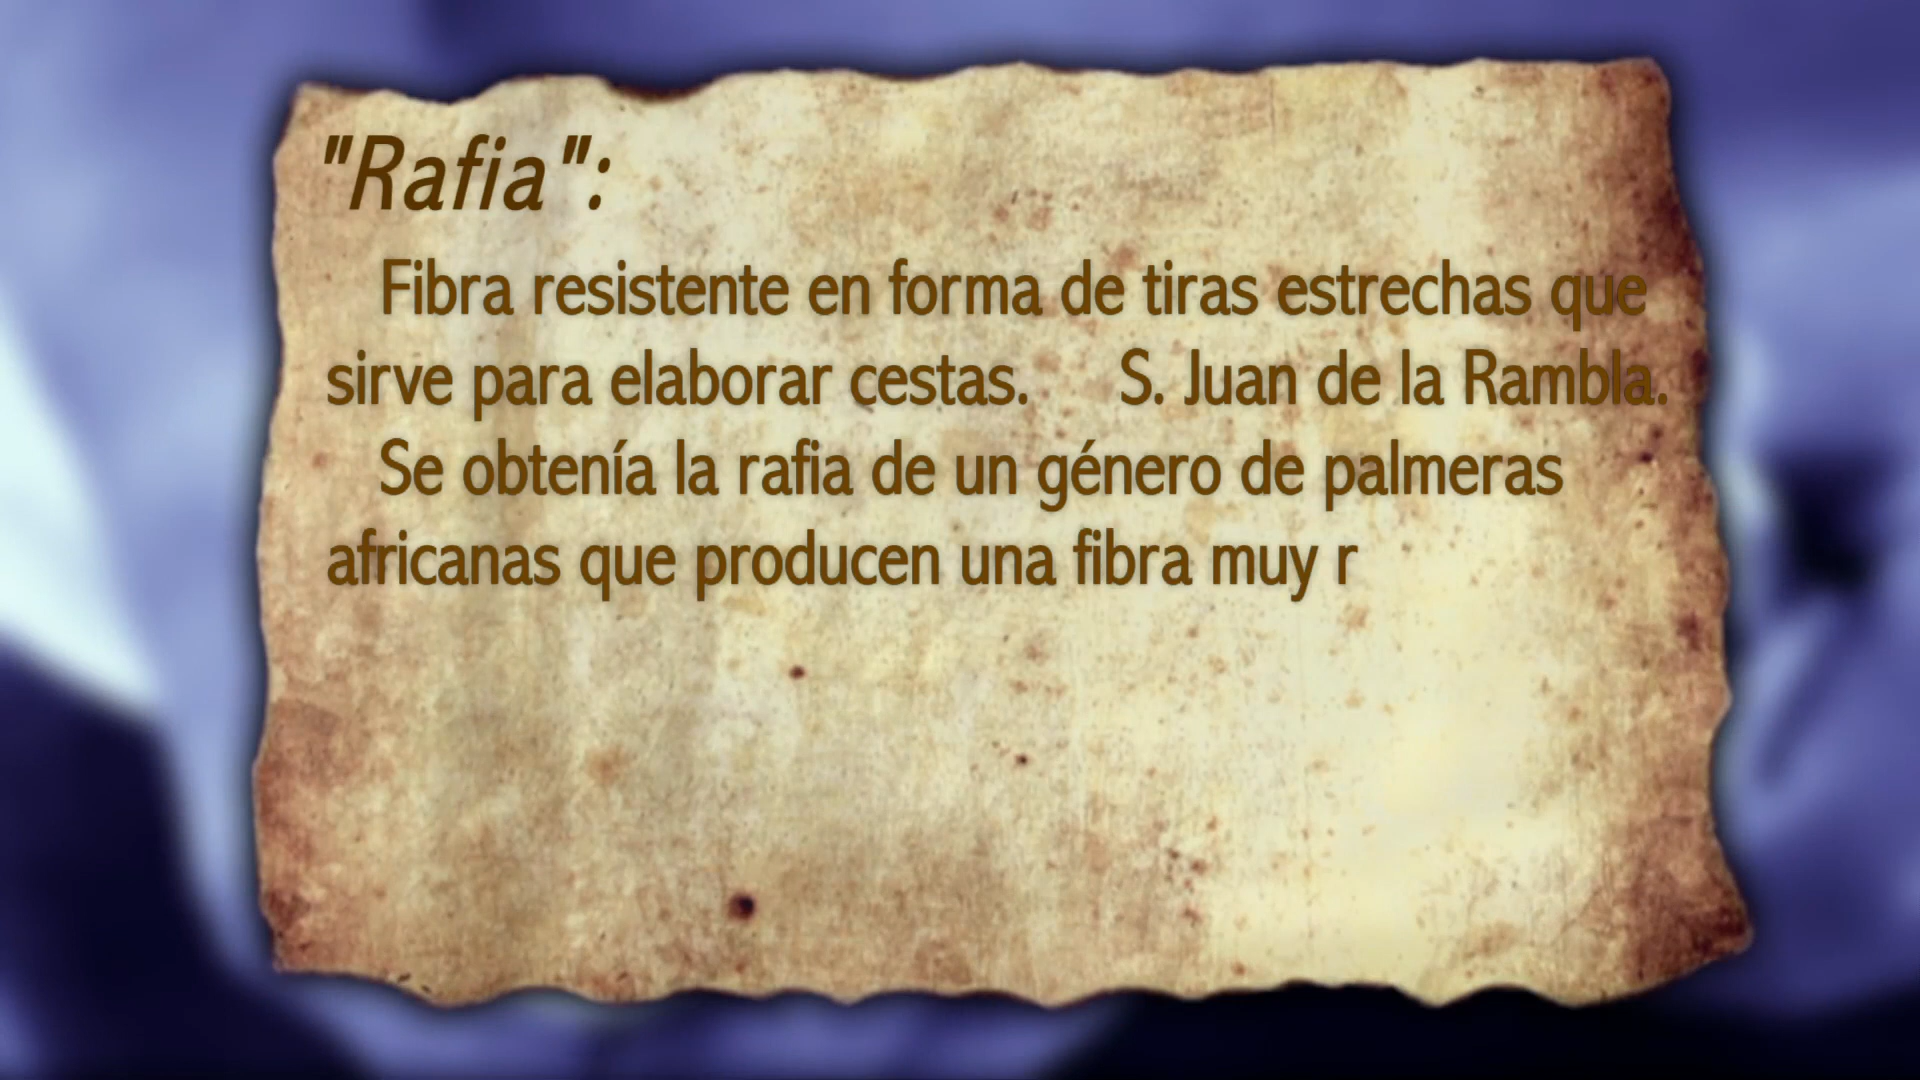 "Rafia":
Fibra resistente en forma de tiras estrechas que
sirve para elaborar cestas. S. Juan de la Rambla.
Se obtenía la rafia de un género de palmeras
africanas que producen una fibra muy r